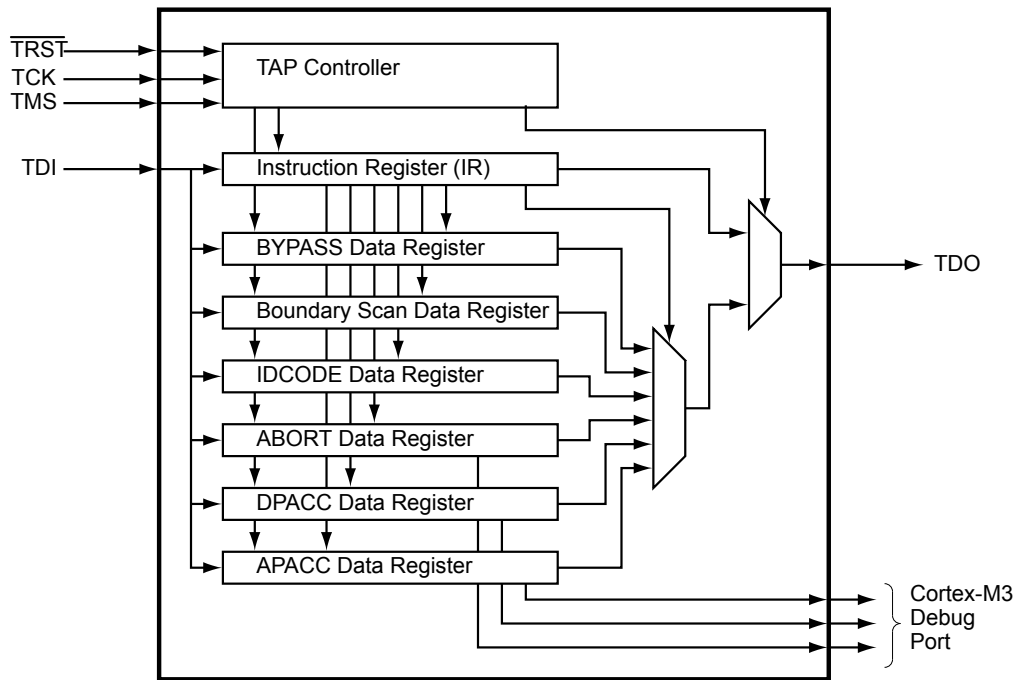 TRST
TCK
TMS
TAP Controller
TDI
Instruction Register (IR)
BYPASS Data Register
TDO
Boundary Scan Data Register
IDCODE Data Register
ABORT Data Register
DPACC Data Register
APACC Data Register
Cortex-M3
Debug
Port